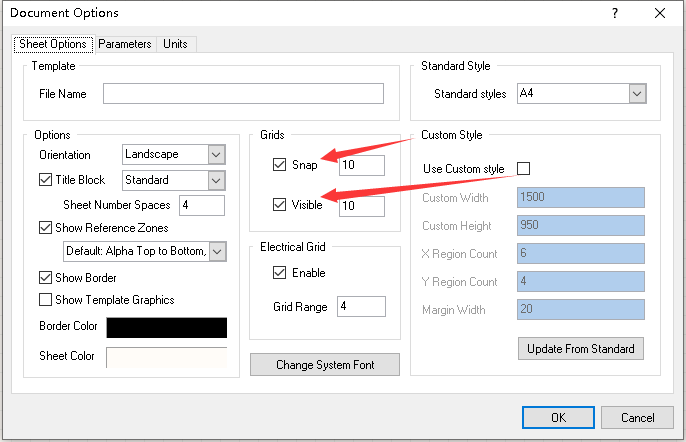 Document Options
?
Sheet Options Parameters Units
Template
File Name
Standard Style
Standard styles A4
Options
Orientation Landscape
Title Block Standard
Sheet Number Spaces 4
Show Reference Zones
Default: Alpha Top to Bottom,
Show Border
Show Template Graphics
Border Color
Sheet Color
Grids
Snap 10
Visible 10
Electrical Grid
Enable
Grid Range 4
Change System Font
Custom Style
Use Custom style
Custom Width 1500
Custom Height 950
X Region Count 6
Y Region Count 4
Margin Width 20
Update From Standard
OK Cancel